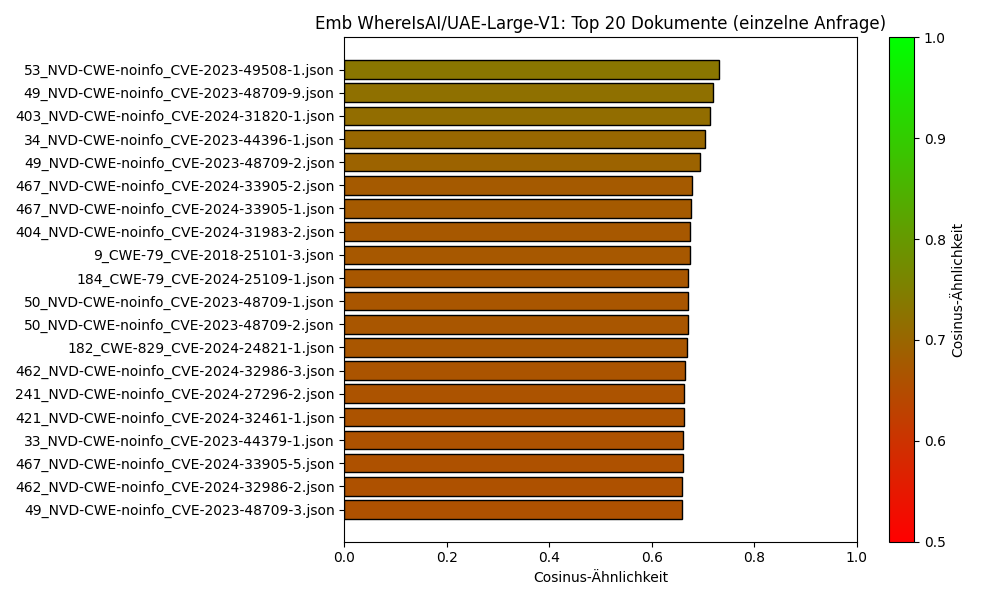 Emb WhereIsAI/UAE-Large-V1: Top 20 Dokumente (einzelne Anfrage)
53_NVD-CWE-noinfo_CVE-2023-49508-1.json
49_NVD-CWE-noinfo_CVE-2023-48709-9.json
403_NVD-CWE-noinfo_CVE-2024-31820-1.json
34_NVD-CWE-noinfo_CVE-2023-44396-1.json
49_NVD-CWE-noinfo_CVE-2023-48709-2.json
467_NVD-CWE-noinfo_CVE-2024-33905-2.json
467_NVD-CWE-noinfo_CVE-2024-33905-1.json
404_NVD-CWE-noinfo_CVE-2024-31983-2.json
9_CWE-79_CVE-2018-25101-3.json
184_CWE-79_CVE-2024-25109-1.json
50_NVD-CWE-noinfo_CVE-2023-48709-1.json
50_NVD-CWE-noinfo_CVE-2023-48709-2.json
182_CWE-829_CVE-2024-24821-1.json
462_NVD-CWE-noinfo_CVE-2024-32986-3.json
241_NVD-CWE-noinfo_CVE-2024-27296-2.json
421_NVD-CWE-noinfo_CVE-2024-32461-1.json
33_NVD-CWE-noinfo_CVE-2023-44379-1.json
467_NVD-CWE-noinfo_CVE-2024-33905-5.json
462_NVD-CWE-noinfo_CVE-2024-32986-2.json
49_NVD-CWE-noinfo_CVE-2023-48709-3.json
0.0 0.2 0.4 0.6 0.8 1.0
Cosinus-Ähnlichkeit
1.0
0.9
0.8
0.7
0.6
0.5
Cosinus-Ähnlichkeit